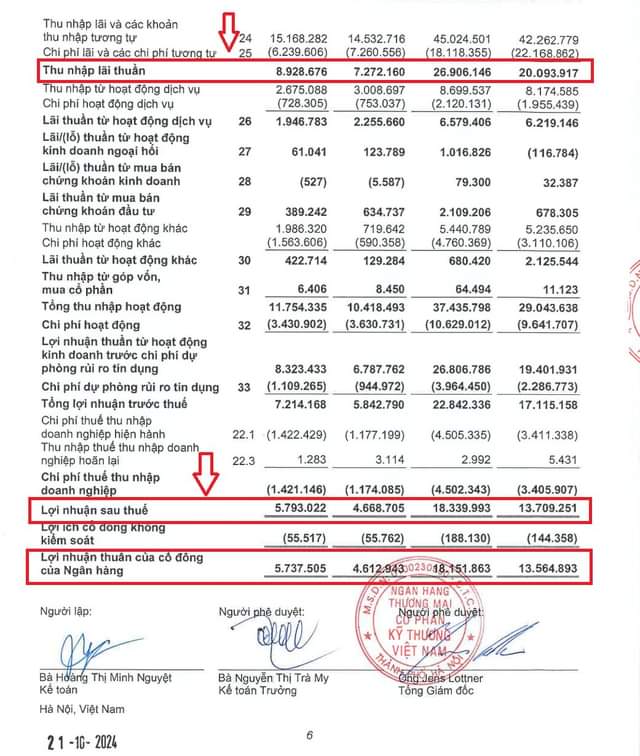 Thu nhập lãi và các khoản
thu nhập tương tự 24 15.168.282 14.532.716 45.024.501 42.262.779
Chi phí lãi và các chi phí tương tự 25 (6.239.606) (7.260.556) (18.118.355) (22.168.862)
Thu nhập lãi thuần 8.928.676 7.272.160 26.906.146 20.093.917
Thu nhập từ hoạt động dịch vụ 2.675.088 3.008.697 8.699.537 8.174.585
Chi phí hoạt động dịch vụ (728.305) (753.037) (2.120.131) (1.955.439)
Lãi thuần từ hoạt động dịch vụ 26 1.946.783 2.255.660 6.579.406 6.219.146
Lãi/(lỗ) thuần từ hoạt động
kinh doanh ngoại hối 27 61.041 123.789 1.016.826 (116.784)
Lãi/(lỗ) thuần từ mua bán
chứng khoán kinh doanh 28 (527) (5.587) 79.300 32.387
Lãi thuần từ mua bán
chứng khoán đầu tư 29 389.242 634.737 2.109.206 678.305
Thu nhập từ hoạt động khác 1.986.320 719.642 5.440.789 5.235.650
Chi phí hoạt động khác (1.563.606) (590.358) (4.760.369) (3.110.106)
Lãi thuần từ hoạt động khác 30 422.714 129.284 680.420 2.125.544
Thu nhập từ góp vốn,
mua cổ phần 31 6.406 8.450 64.494 11.123
Tổng thu nhập hoạt động 11.754.335 10.418.493 37.435.798 29.043.638
Chi phí hoạt động 32 (3.430.902) (3.630.731) (10.629.012) (9.641.707)
Lợi nhuận thuần từ hoạt động
kinh doanh trước chi phí dự
phòng rủi ro tín dụng 8.323.433 6.787.762 26.806.786 19.401.931
Chi phí dự phòng rủi ro tín dụng 33 (1.109.265) (944.972) (3.964.450) (2.286.773)
Tổng lợi nhuận trước thuế 7.214.168 5.842.790 22.842.336 17.115.158
Chi phí thuế thu nhập
doanh nghiệp hiện hành 22.1 (1.422.429) (1.177.199) (4.505.335) (3.411.338)
Thu nhập thuế thu nhập doanh
nghiệp hoãn lại 22.3 1.283 3.114 2.992 5.431
Chi phí thuế thu nhập
doanh nghiệp (1.421.146) (1.174.085) (4.502.343) (3.405.907)
Lợi nhuận sau thuế 5.793.022 4.668.705 18.339.993 13.709.251
Lợi ích cổ đông không
kiểm soát (55.517) (55.762) (188.130) (144.358)
Lợi nhuận thuần của cổ đông
của Ngân hàng 5.737.505 4.612.943 18.151.863 13.564.893
Người lập: Người phê duyệt: Người phê duyệt:
NGÂN HÀNG
THƯƠNG MẠI
CỔ PHẦN
KỸ THƯƠNG
VIỆT NAM
THÀNH PHỐ HÀ NỘI
Bà Hoàng Thị Minh Nguyệt Bà Nguyễn Thị Trà My Ông Jens Lottner
Kế toán Kế toán Trưởng Tổng Giám đốc
Hà Nội, Việt Nam
21-10-2024
6